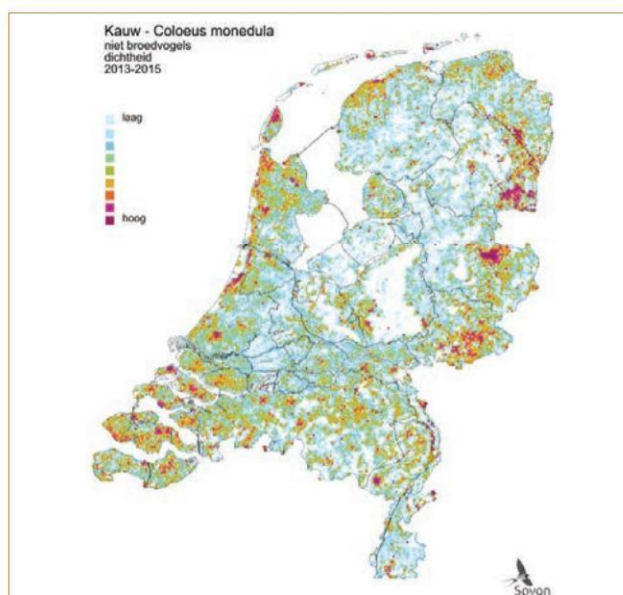 Kauw - Coloeus monedula
niet broedvogels
dichtheid
2013-2015
laag
hoog
Sovon